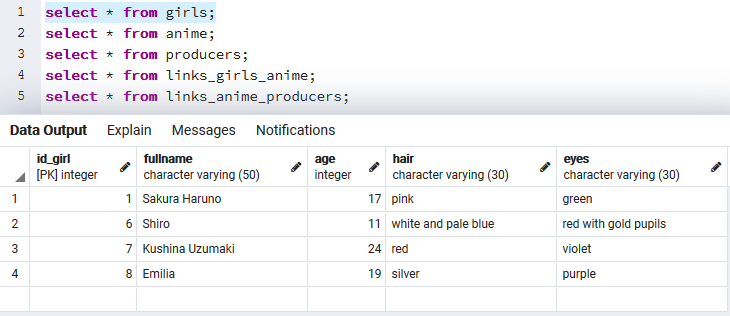 1 select * from girls;
2 select * from anime;
3 select * from producers;
4 select * from links_girls_anime;
5 select * from links_anime_producers;
Data Output Explain Messages Notifications
id_girl fullname age hair eyes
[PK] integer character varying (50) integer character varying (30) character varying (30)
1 1 Sakura Haruno 17 pink green
2 6 Shiro 11 white and pale blue red with gold pupils
3 7 Kushina Uzumaki 24 red violet
4 8 Emilia 19 silver purple